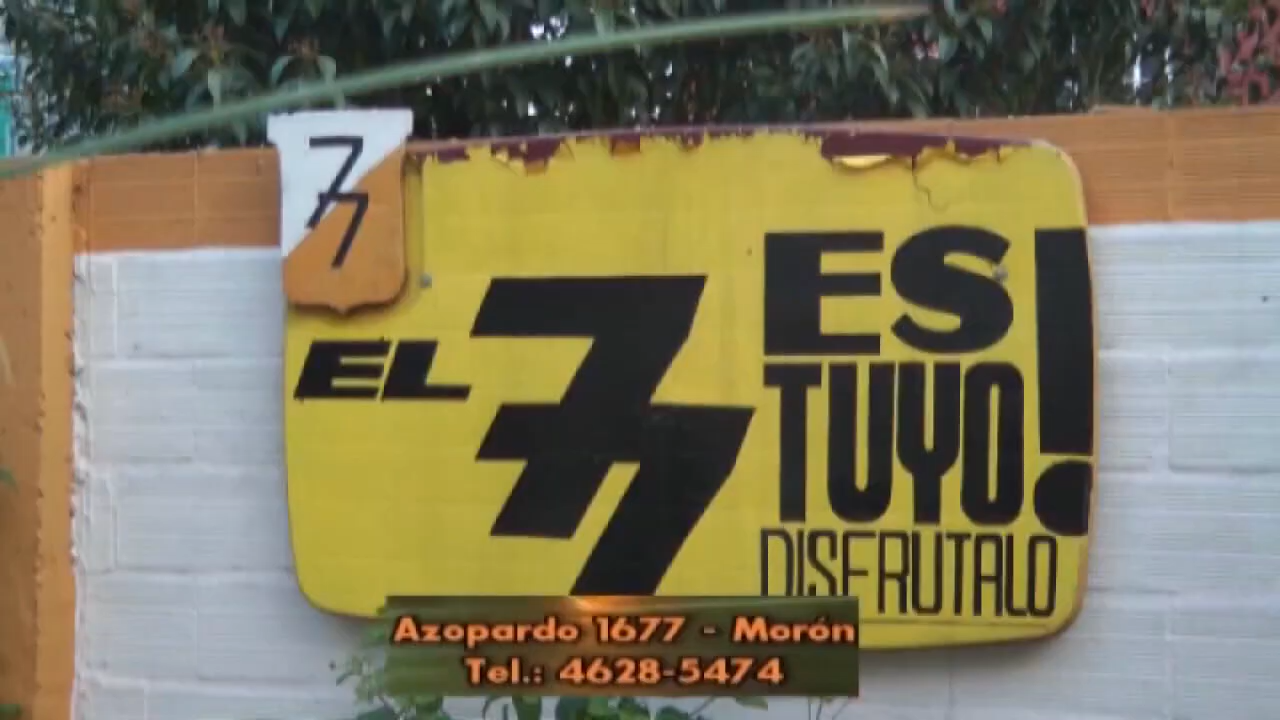 77
EL 77
ES
TUYO!
DISFRUTALO
Azopardo 1677 - Morón
Tel.: 4628-5474